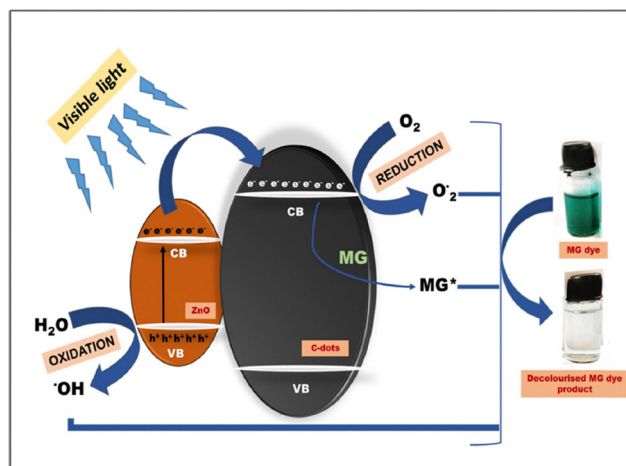 Visible light
O₂
REDUCTION
O˙₂
e⁻ e⁻ e⁻ e⁻ e⁻ e⁻ e⁻ e⁻
CB
e⁻ e⁻ e⁻ e⁻ e⁻ e⁻
CB
MG
MG*
MG dye
ZnO
H₂O
h⁺ h⁺ h⁺ h⁺ h⁺
OXIDATION
VB
C-dots
VB
˙OH
Decolourised MG dye
product